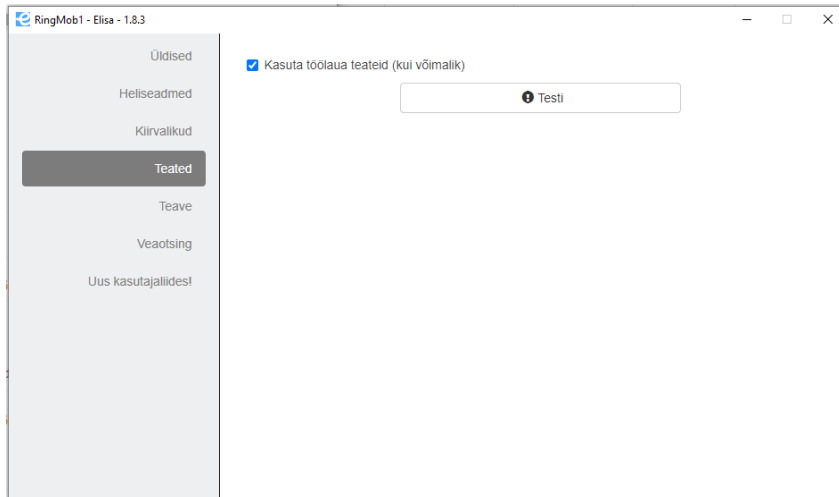 RingMob1 - Elisa - 1.8.3
Üldised
Heliseadmed
Kiirvalikud
Teated
Teave
Veaotsing
Uus kasutajaliides!
Kasuta töölaua teateid (kui võimalik)
Testi